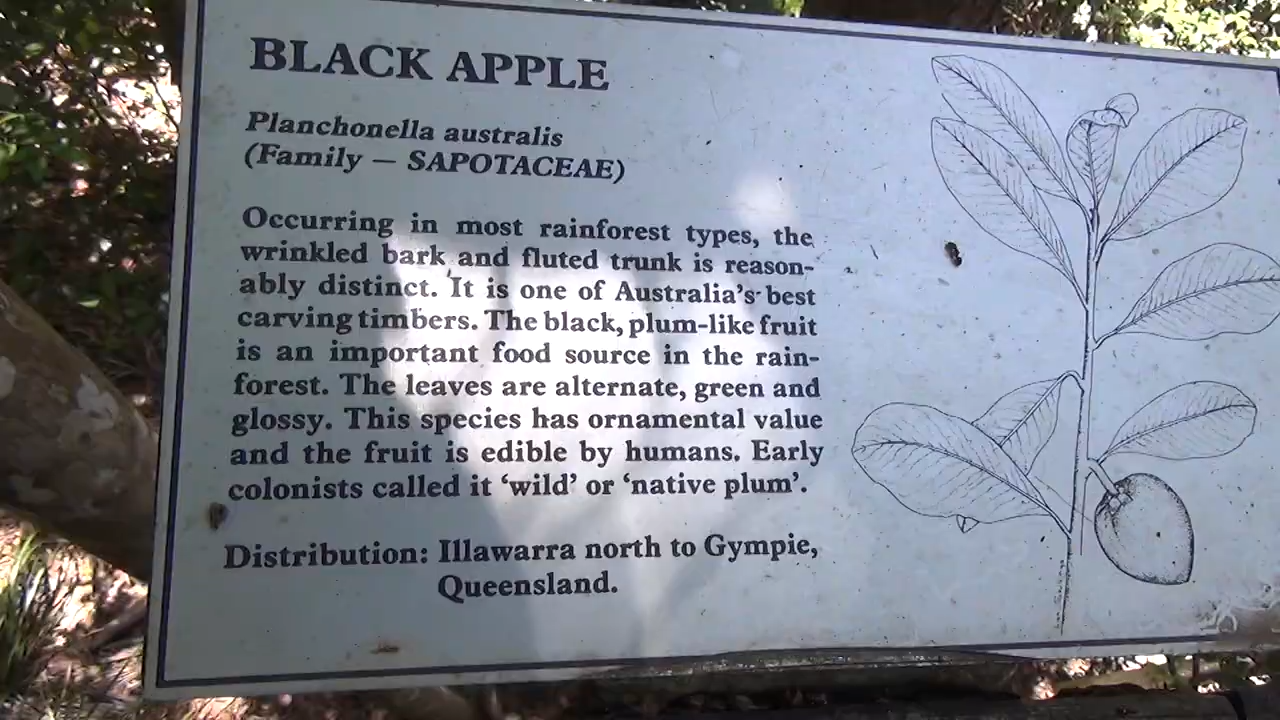 BLACK APPLE
Planchonella australis
(Family — SAPOTACEAE)
Occurring in most rainforest types, the
wrinkled bark and fluted trunk is reason-
ably distinct. It is one of Australia's best
carving timbers. The black, plum-like fruit
is an important food source in the rain-
forest. The leaves are alternate, green and
glossy. This species has ornamental value
and the fruit is edible by humans. Early
colonists called it ‘wild’ or ‘native plum’.
Distribution: Illawarra north to Gympie,
Queensland.